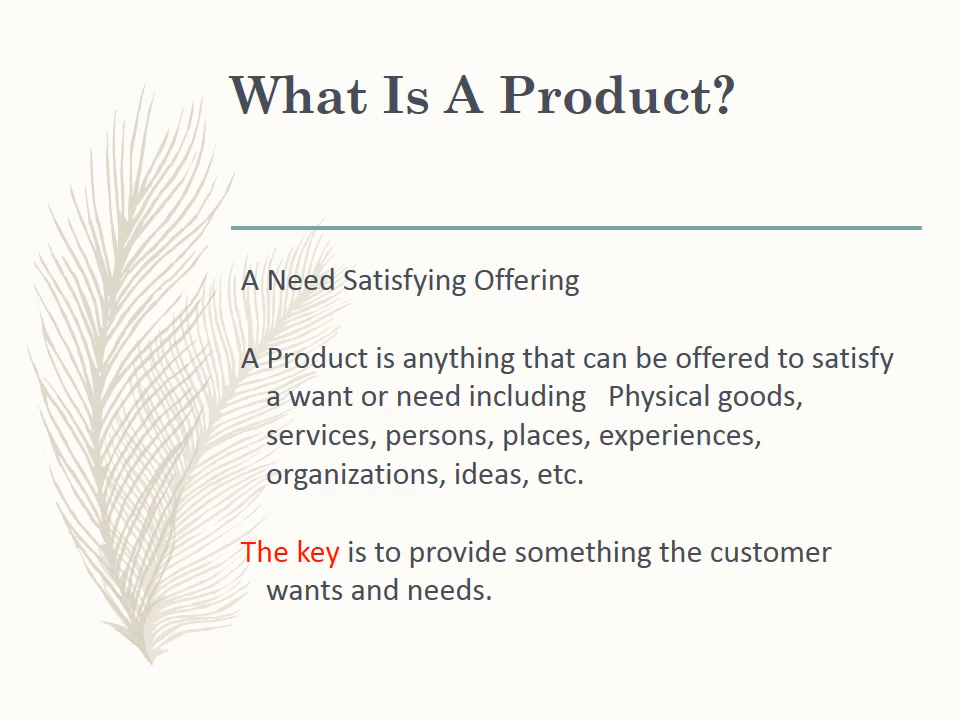 What Is A Product?
A Need Satisfying Offering
A Product is anything that can be offered to satisfy
a want or need including   Physical goods,
services, persons, places, experiences,
organizations, ideas, etc.
The key is to provide something the customer
wants and needs.